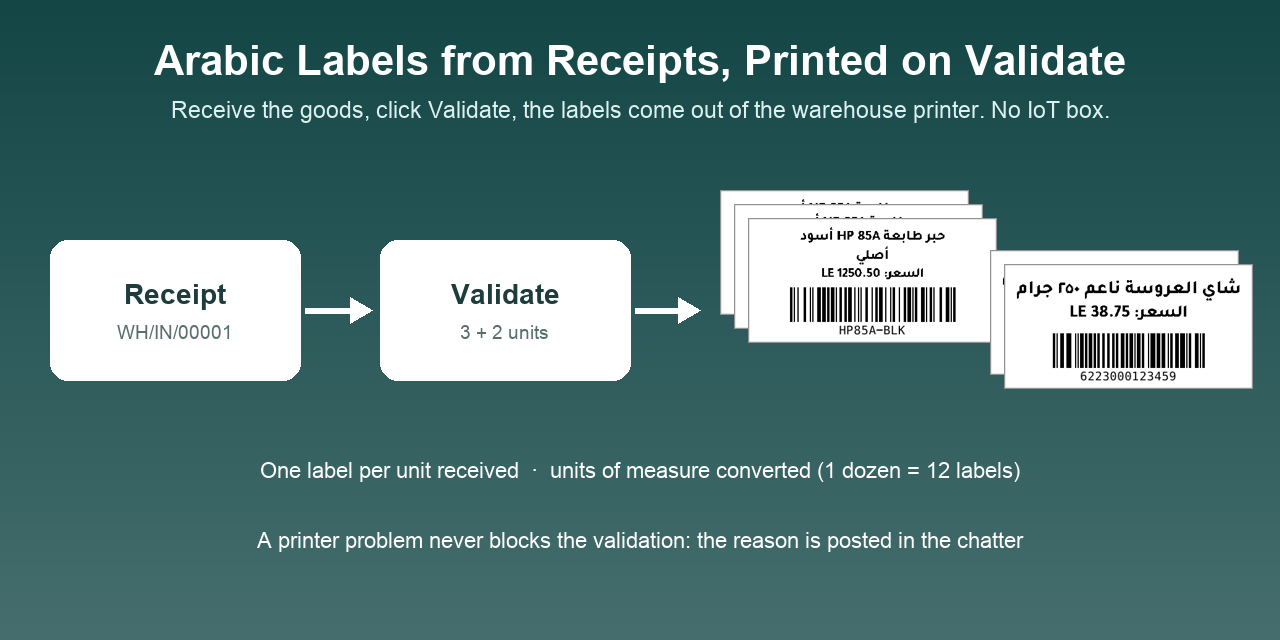 Arabic Labels from Receipts, Printed on Validate
Receive the goods, click Validate, the labels come out of the warehouse printer. No IoT box.
Receipt
WH/IN/00001
Validate
3 + 2 units
حبر طابعة HP 85A أسود
أصلي
السعر: LE 1250.50
HP85A-BLK
شاي العروسة ناعم ٢٥٠ جرام
السعر: LE 38.75
6223000123459
One label per unit received · units of measure converted (1 dozen = 12 labels)
A printer problem never blocks the validation: the reason is posted in the chatter